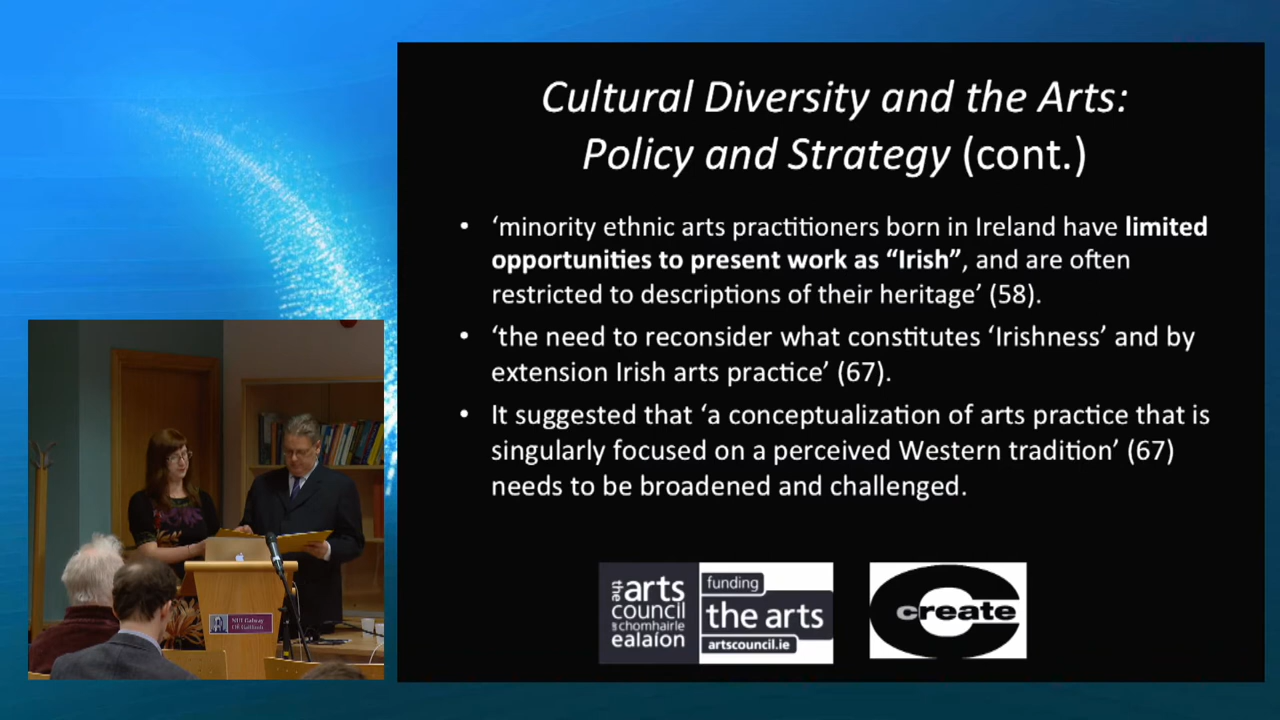 Cultural Diversity and the Arts:
Policy and Strategy (cont.)
• ‘minority ethnic arts practitioners born in Ireland have limited
opportunities to present work as “Irish”, and are often
restricted to descriptions of their heritage’ (58).
• ‘the need to reconsider what constitutes ‘Irishness’ and by
extension Irish arts practice’ (67).
• It suggested that ‘a conceptualization of arts practice that is
singularly focused on a perceived Western tradition’ (67)
needs to be broadened and challenged.
the arts
council
chomhairle
ealaíon
funding
the arts
artscouncil.ie
create
NUI Galway
OÉ Gaillimh